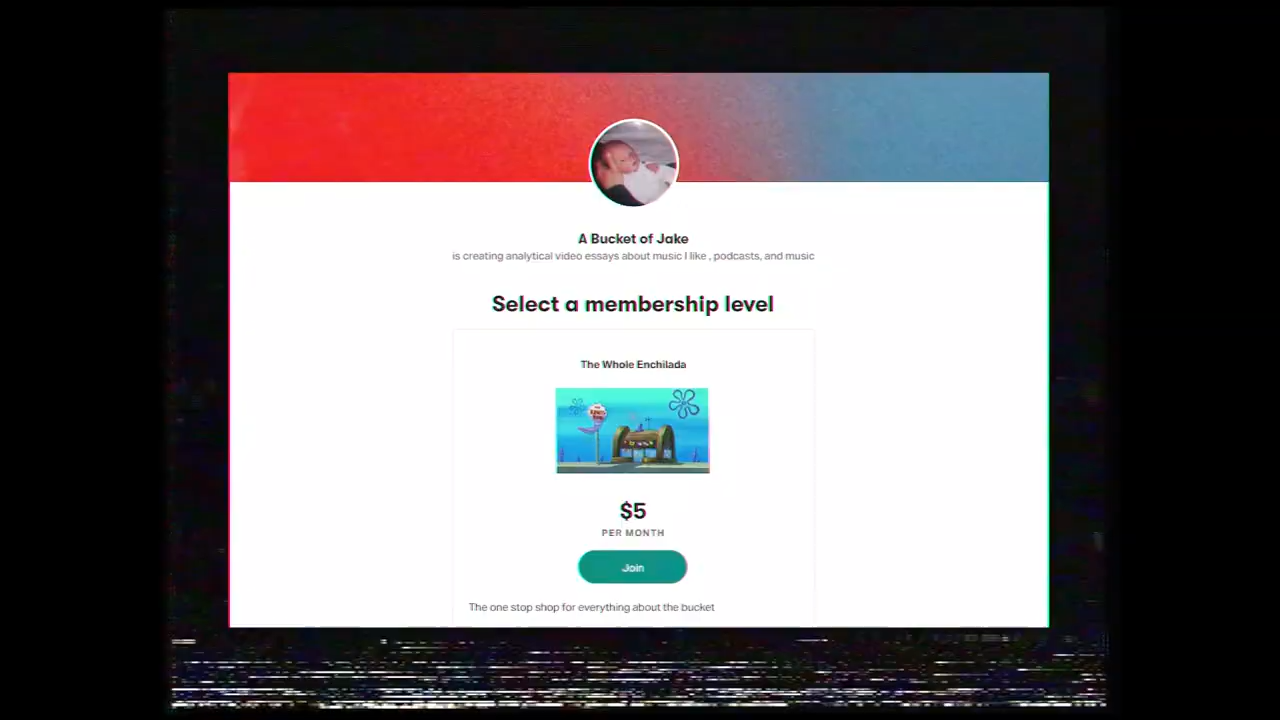 A Bucket of Jake
is creating analytical video essays about music I like , podcasts, and music
Select a membership level
The Whole Enchilada
$5
PER MONTH
Join
The one stop shop for everything about the bucket